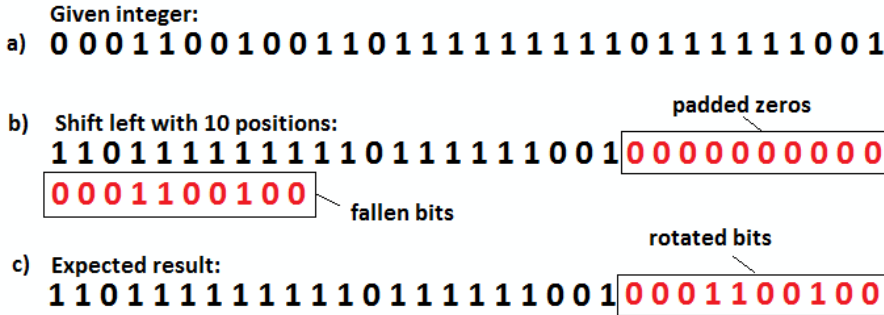 Given integer:
a) 0 0 0 1 1 0 0 1 0 0 1 1 0 1 1 1 1 1 1 1 1 1 0 1 1 1 1 1 1 0 0 1
padded zeros
b) Shift left with 10 positions:
1 1 0 1 1 1 1 1 1 1 1 1 0 1 1 1 1 1 1 0 0 1 0 0 0 0 0 0 0 0 0 0
0 0 0 1 1 0 0 1 0 0
fallen bits
rotated bits
c) Expected result:
1 1 0 1 1 1 1 1 1 1 1 1 0 1 1 1 1 1 1 0 0 1 0 0 0 1 1 0 0 1 0 0